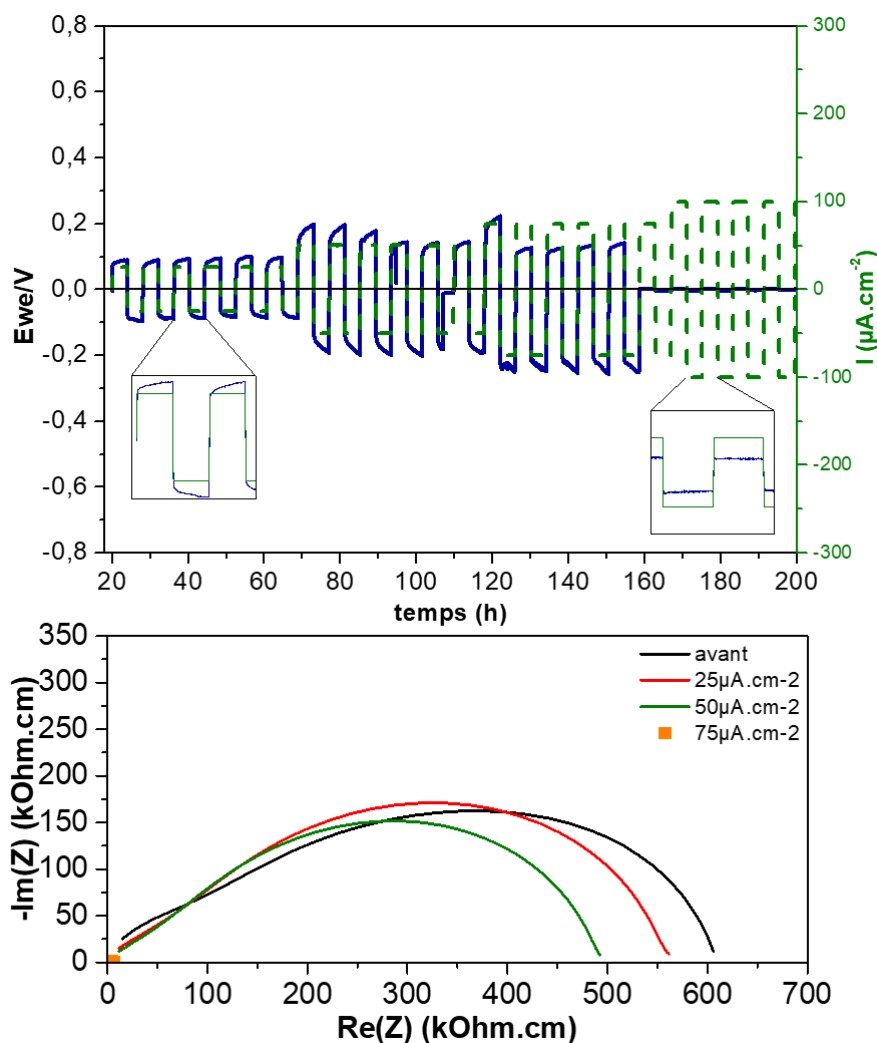 0,8
0,6
0,4
0,2
0,0
-0,2
-0,4
-0,6
-0,8
Ewe/V
300
200
100
0
-100
-200
-300
I (µA.cm-2)
20 40 60 80 100 120 140 160 180 200
temps (h)
350
300
250
200
150
100
50
0
-Im(Z) (kOhm.cm)
avant
25µA.cm-2
50µA.cm-2
75µA.cm-2
0 100 200 300 400 500 600 700
Re(Z) (kOhm.cm)